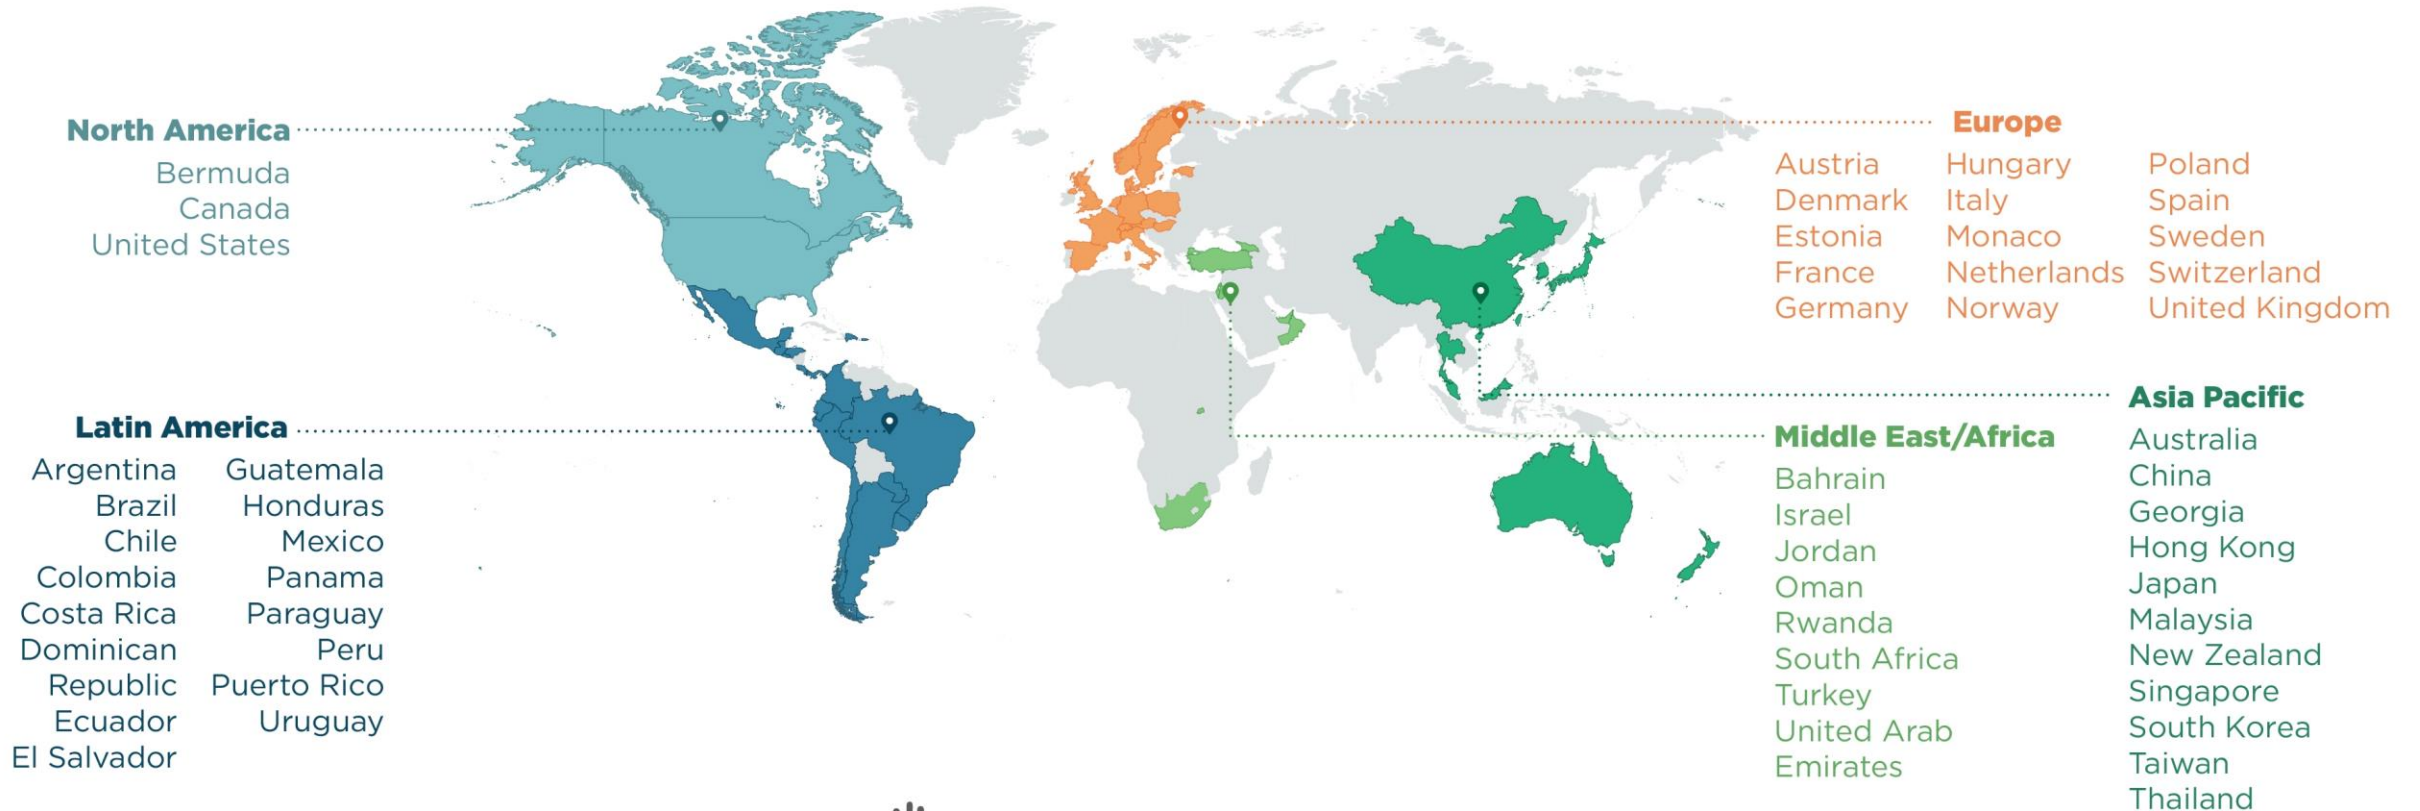 North America
Bermuda
Canada
United States
Latin America
Argentina
Brazil
Chile
Colombia
Costa Rica
Dominican
Republic
Ecuador
El Salvador
Guatemala
Honduras
Mexico
Panama
Paraguay
Peru
Puerto Rico
Uruguay
Europe
Austria
Denmark
Estonia
France
Germany
Hungary
Italy
Monaco
Netherlands
Norway
Poland
Spain
Sweden
Switzerland
United Kingdom
Middle East/Africa
Bahrain
Israel
Jordan
Oman
Rwanda
South Africa
Turkey
United Arab
Emirates
Asia Pacific
Australia
China
Georgia
Hong Kong
Japan
Malaysia
New Zealand
Singapore
South Korea
Taiwan
Thailand